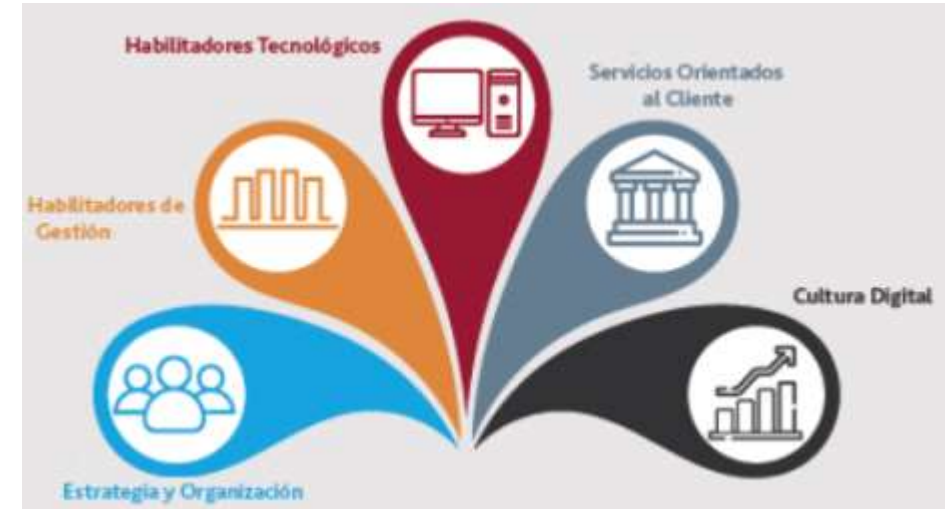 Habilitadores Tecnológicos
Servicios Orientados
al Cliente
Habilitadores de
Gestión
Cultura Digital
Estrategia y Organización